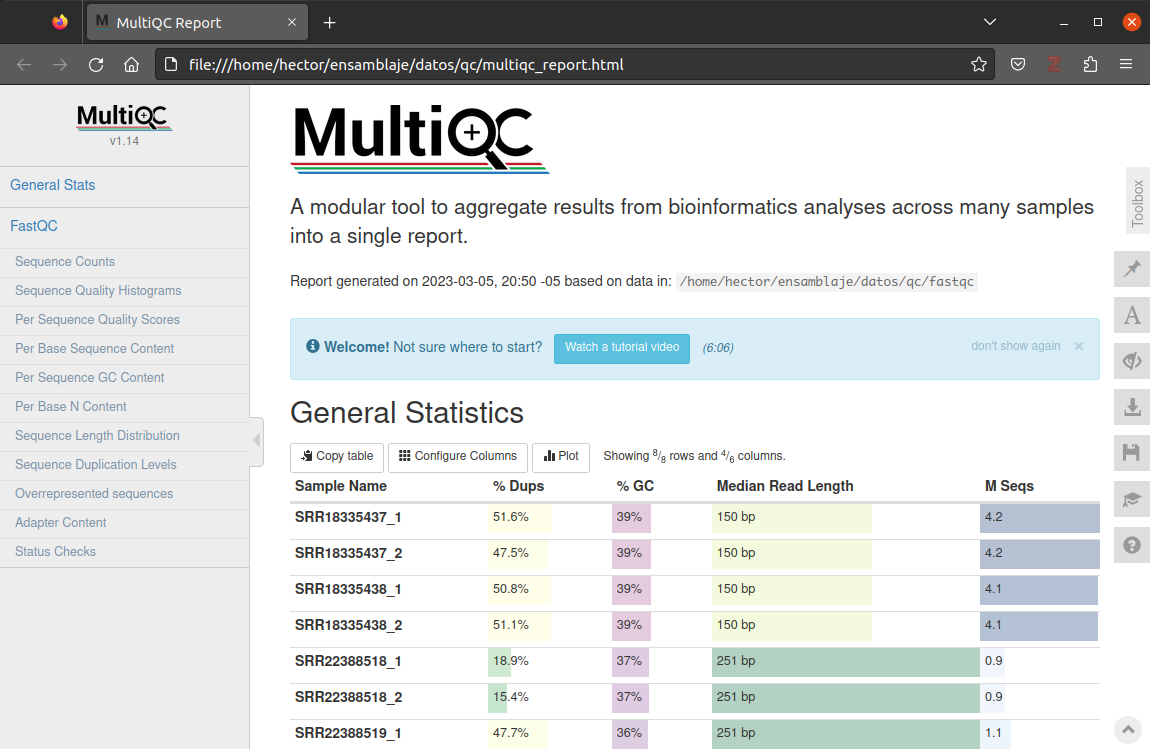 MultiQC Report
file:///home/hector/ensamblaje/datos/qc/multiqc_report.html
MultiQC
v1.14
General Stats
FastQC
Sequence Counts
Sequence Quality Histograms
Per Sequence Quality Scores
Per Base Sequence Content
Per Sequence GC Content
Per Base N Content
Sequence Length Distribution
Sequence Duplication Levels
Overrepresented sequences
Adapter Content
Status Checks
MultiQC
A modular tool to aggregate results from bioinformatics analyses across many samples
into a single report.
Report generated on 2023-03-05, 20:50 -05 based on data in: /home/hector/ensamblaje/datos/qc/fastqc
Welcome! Not sure where to start? Watch a tutorial video (6:06) don't show again ×
General Statistics
Copy table Configure Columns Plot Showing 8/8 rows and 4/6 columns.
Sample Name % Dups % GC Median Read Length M Seqs
SRR18335437_1 51.6% 39% 150 bp 4.2
SRR18335437_2 47.5% 39% 150 bp 4.2
SRR18335438_1 50.8% 39% 150 bp 4.1
SRR18335438_2 51.1% 39% 150 bp 4.1
SRR22388518_1 18.9% 37% 251 bp 0.9
SRR22388518_2 15.4% 37% 251 bp 0.9
SRR22388519_1 47.7% 36% 251 bp 1.1
Toolbox
A